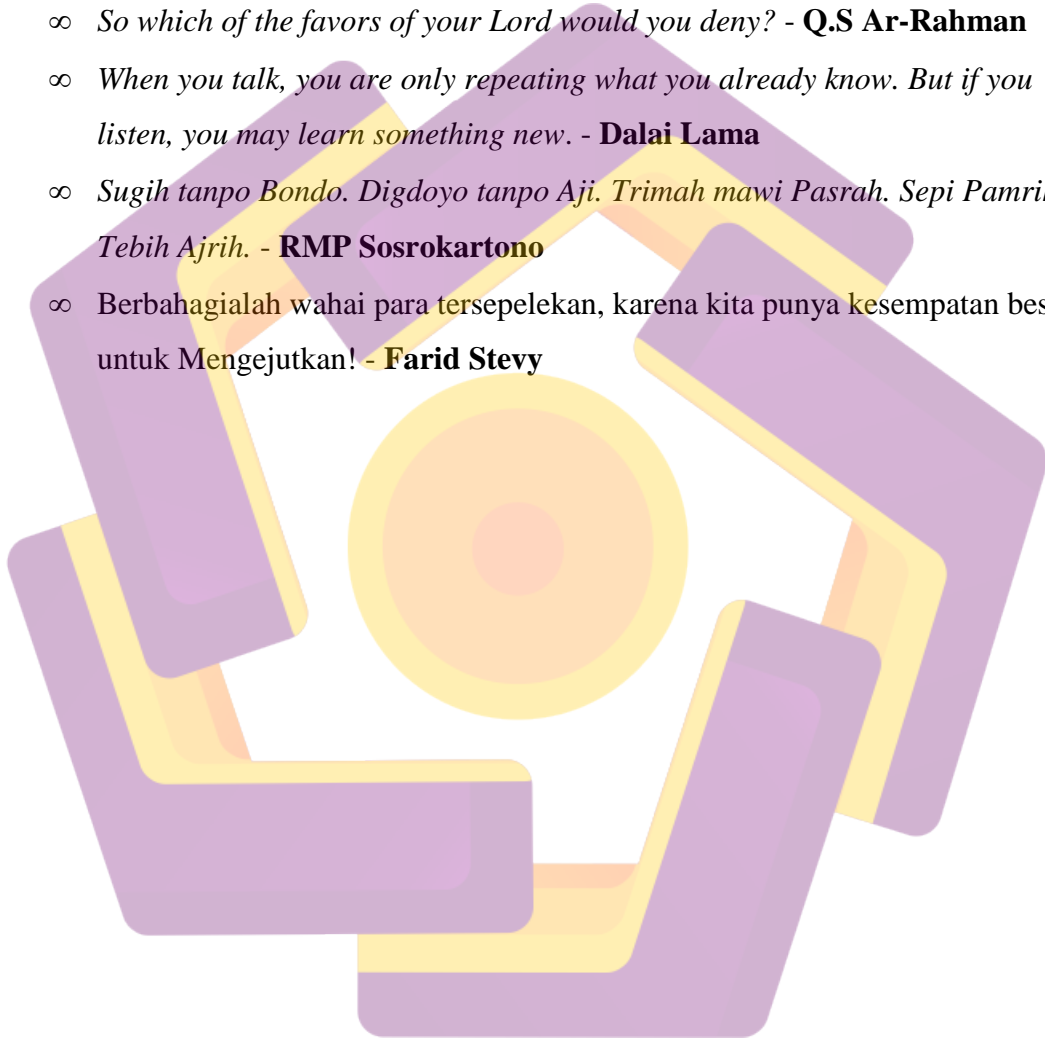 ∞ So which of the favors of your Lord would you deny? - Q.S Ar-Rahman
∞ When you talk, you are only repeating what you already know. But if you
listen, you may learn something new. - Dalai Lama
∞ Sugih tanpo Bondo. Digdoyo tanpo Aji. Trimah mawi Pasrah. Sepi
Tebih Ajrih. - RMP Sosrokartono
∞ Berbahagialah wahai para tersepelekan, karena kita punya kesempatan
untuk Mengejutkan! - Farid Stevy